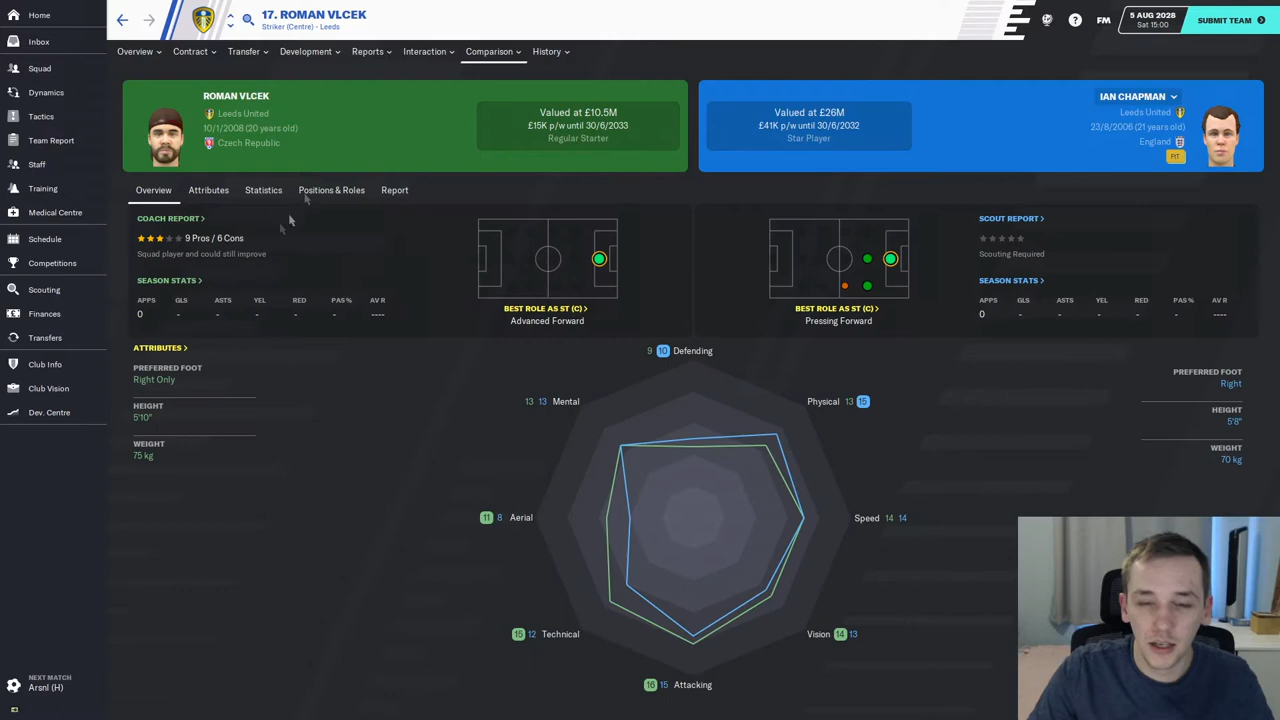 Home
Inbox
Squad
Dynamics
Tactics
Team Report
Staff
Training
Medical Centre
Schedule
Competitions
Scouting
Finances
Transfers
Club Info
Club Vision
Dev. Centre
NEXT MATCH
Arsnl (H)
17. ROMAN VLCEK
Striker (Centre) - Leeds
FM
5 AUG 2028
Sat 15:00
SUBMIT TEAM
Overview Contract Transfer Development Reports Interaction Comparison History
ROMAN VLCEK
Leeds United
10/1/2008 (20 years old)
Czech Republic
Valued at £10.5M
£15K p/w until 30/6/2033
Regular Starter
Valued at £26M
£41K p/w until 30/6/2032
Star Player
IAN CHAPMAN
Leeds United
23/8/2006 (21 years old)
England
Overview Attributes Statistics Positions & Roles Report
COACH REPORT
9 Pros / 6 Cons
Squad player and could still improve
SEASON STATS
APPS GLS ASTS YEL RED PAS % AV R
0 - - - - - ----
BEST ROLE AS ST (C)
Advanced Forward
BEST ROLE AS ST (C)
Pressing Forward
SCOUT REPORT
Scouting Required
SEASON STATS
APPS GLS ASTS YEL RED PAS % AV R
0 - - - - - ----
ATTRIBUTES
PREFERRED FOOT
Right Only
HEIGHT
5'10"
WEIGHT
75 kg
9 10 Defending
13 13 Mental
Physical 13 15
11 8 Aerial
Speed 14 14
12 Technical
Vision 14 13
16 15 Attacking
PREFERRED FOOT
Right
HEIGHT
5'8"
WEIGHT
70 kg